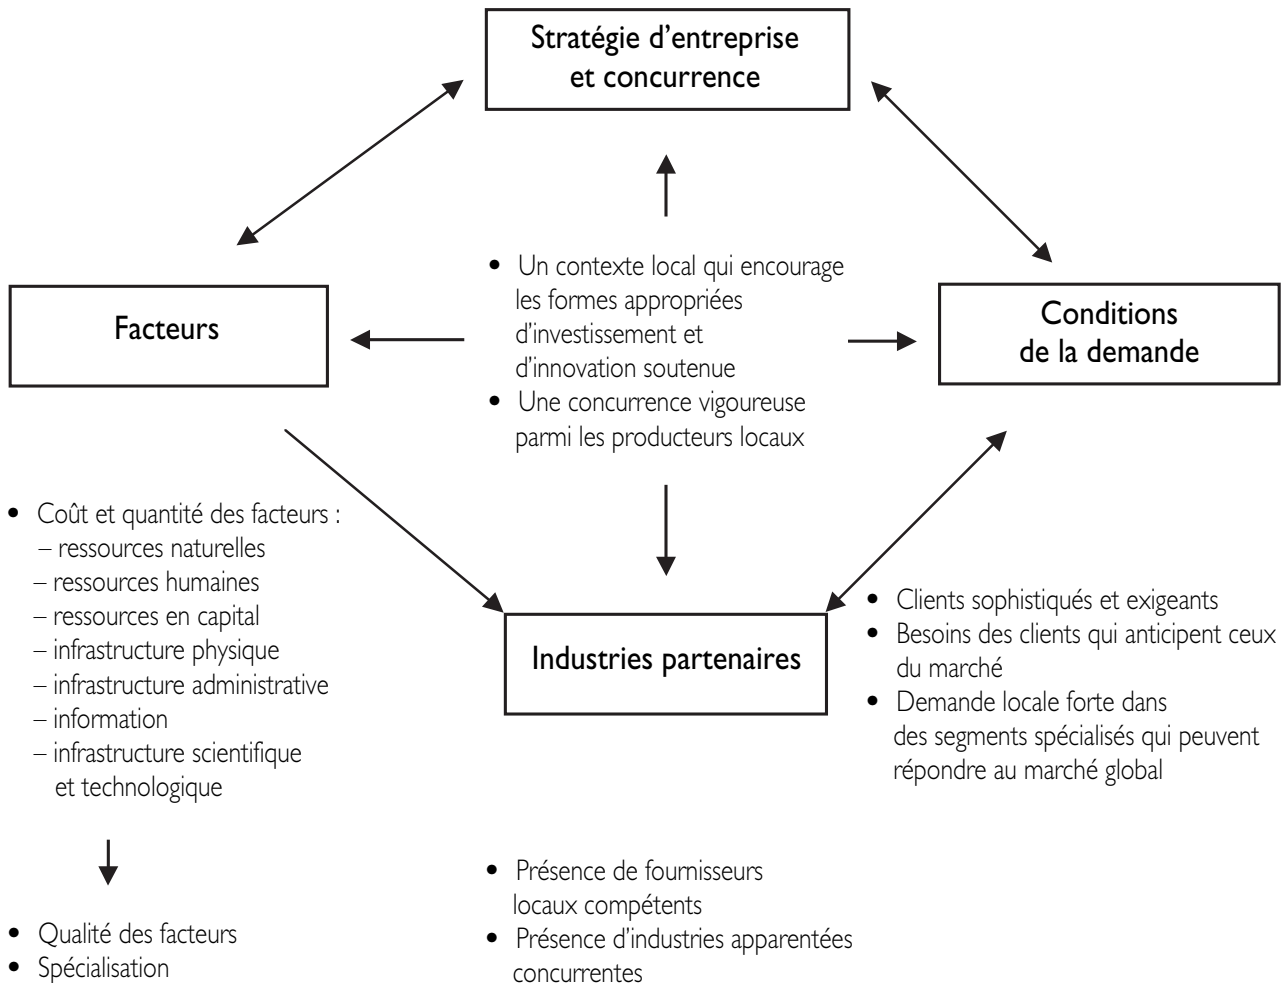 Stratégie d’entreprise
et concurrence
• Un contexte local qui encourage
les formes appropriées
d’investissement et
d’innovation soutenue
• Une concurrence vigoureuse
parmi les producteurs locaux
Facteurs
Conditions
de la demande
• Coût et quantité des facteurs :
– ressources naturelles
– ressources humaines
– ressources en capital
– infrastructure physique
– infrastructure administrative
– information
– infrastructure scientifique
et technologique
• Qualité des facteurs
• Spécialisation
Industries partenaires
• Présence de fournisseurs
locaux compétents
• Présence d’industries apparentées
concurrentes
• Clients sophistiqués et exigeants
• Besoins des clients qui anticipent ceux
du marché
• Demande locale forte dans
des segments spécialisés qui peuvent
répondre au marché global